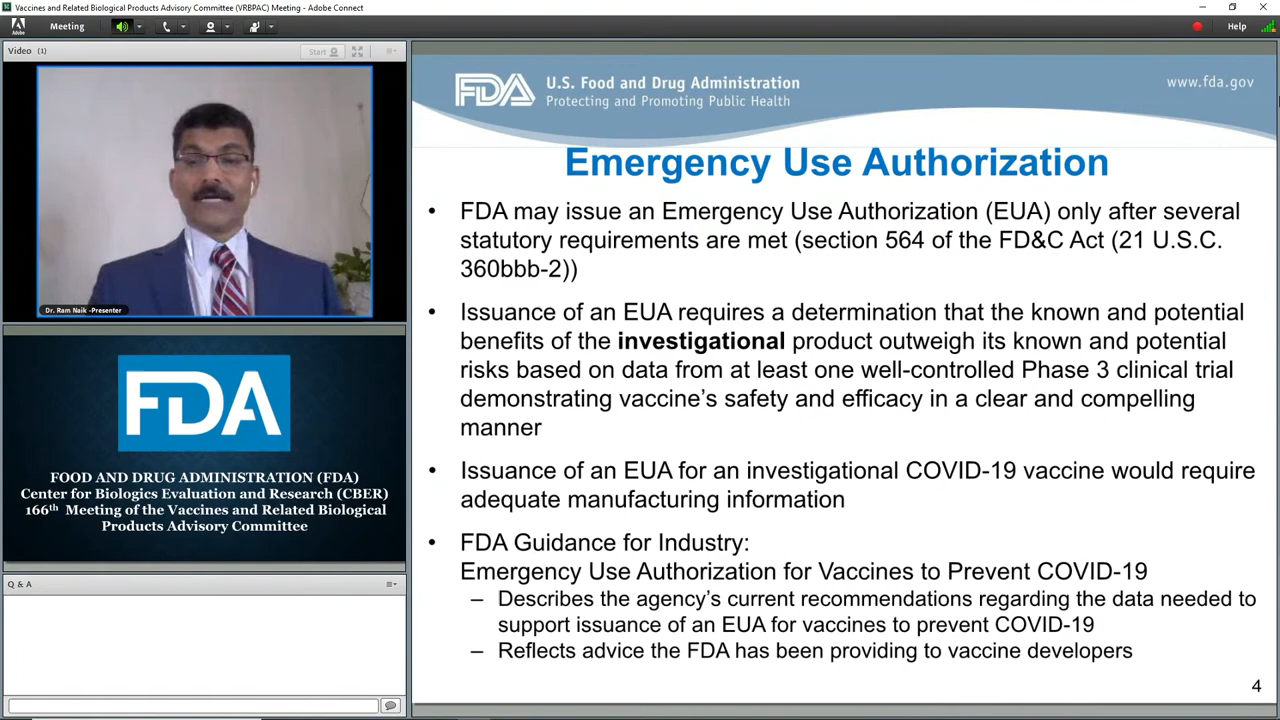 Vaccines and Related Biological Products Advisory Committee (VRBPAC) Meeting - Adobe Connect
Adobe
Meeting
Help
Video (1)
Start
Dr. Ram Naik -Presenter
FDA
FOOD AND DRUG ADMINISTRATION (FDA)
Center for Biologics Evaluation and Research (CBER)
166th Meeting of the Vaccines and Related Biological
Products Advisory Committee
Q & A
FDA
U.S. Food and Drug Administration
Protecting and Promoting Public Health
www.fda.gov
Emergency Use Authorization
• FDA may issue an Emergency Use Authorization (EUA) only after several
statutory requirements are met (section 564 of the FD&C Act (21 U.S.C.
360bbb-2))
• Issuance of an EUA requires a determination that the known and potential
benefits of the investigational product outweigh its known and potential
risks based on data from at least one well-controlled Phase 3 clinical trial
demonstrating vaccine's safety and efficacy in a clear and compelling
manner
• Issuance of an EUA for an investigational COVID-19 vaccine would require
adequate manufacturing information
• FDA Guidance for Industry:
Emergency Use Authorization for Vaccines to Prevent COVID-19
– Describes the agency's current recommendations regarding the data needed to
support issuance of an EUA for vaccines to prevent COVID-19
– Reflects advice the FDA has been providing to vaccine developers
4